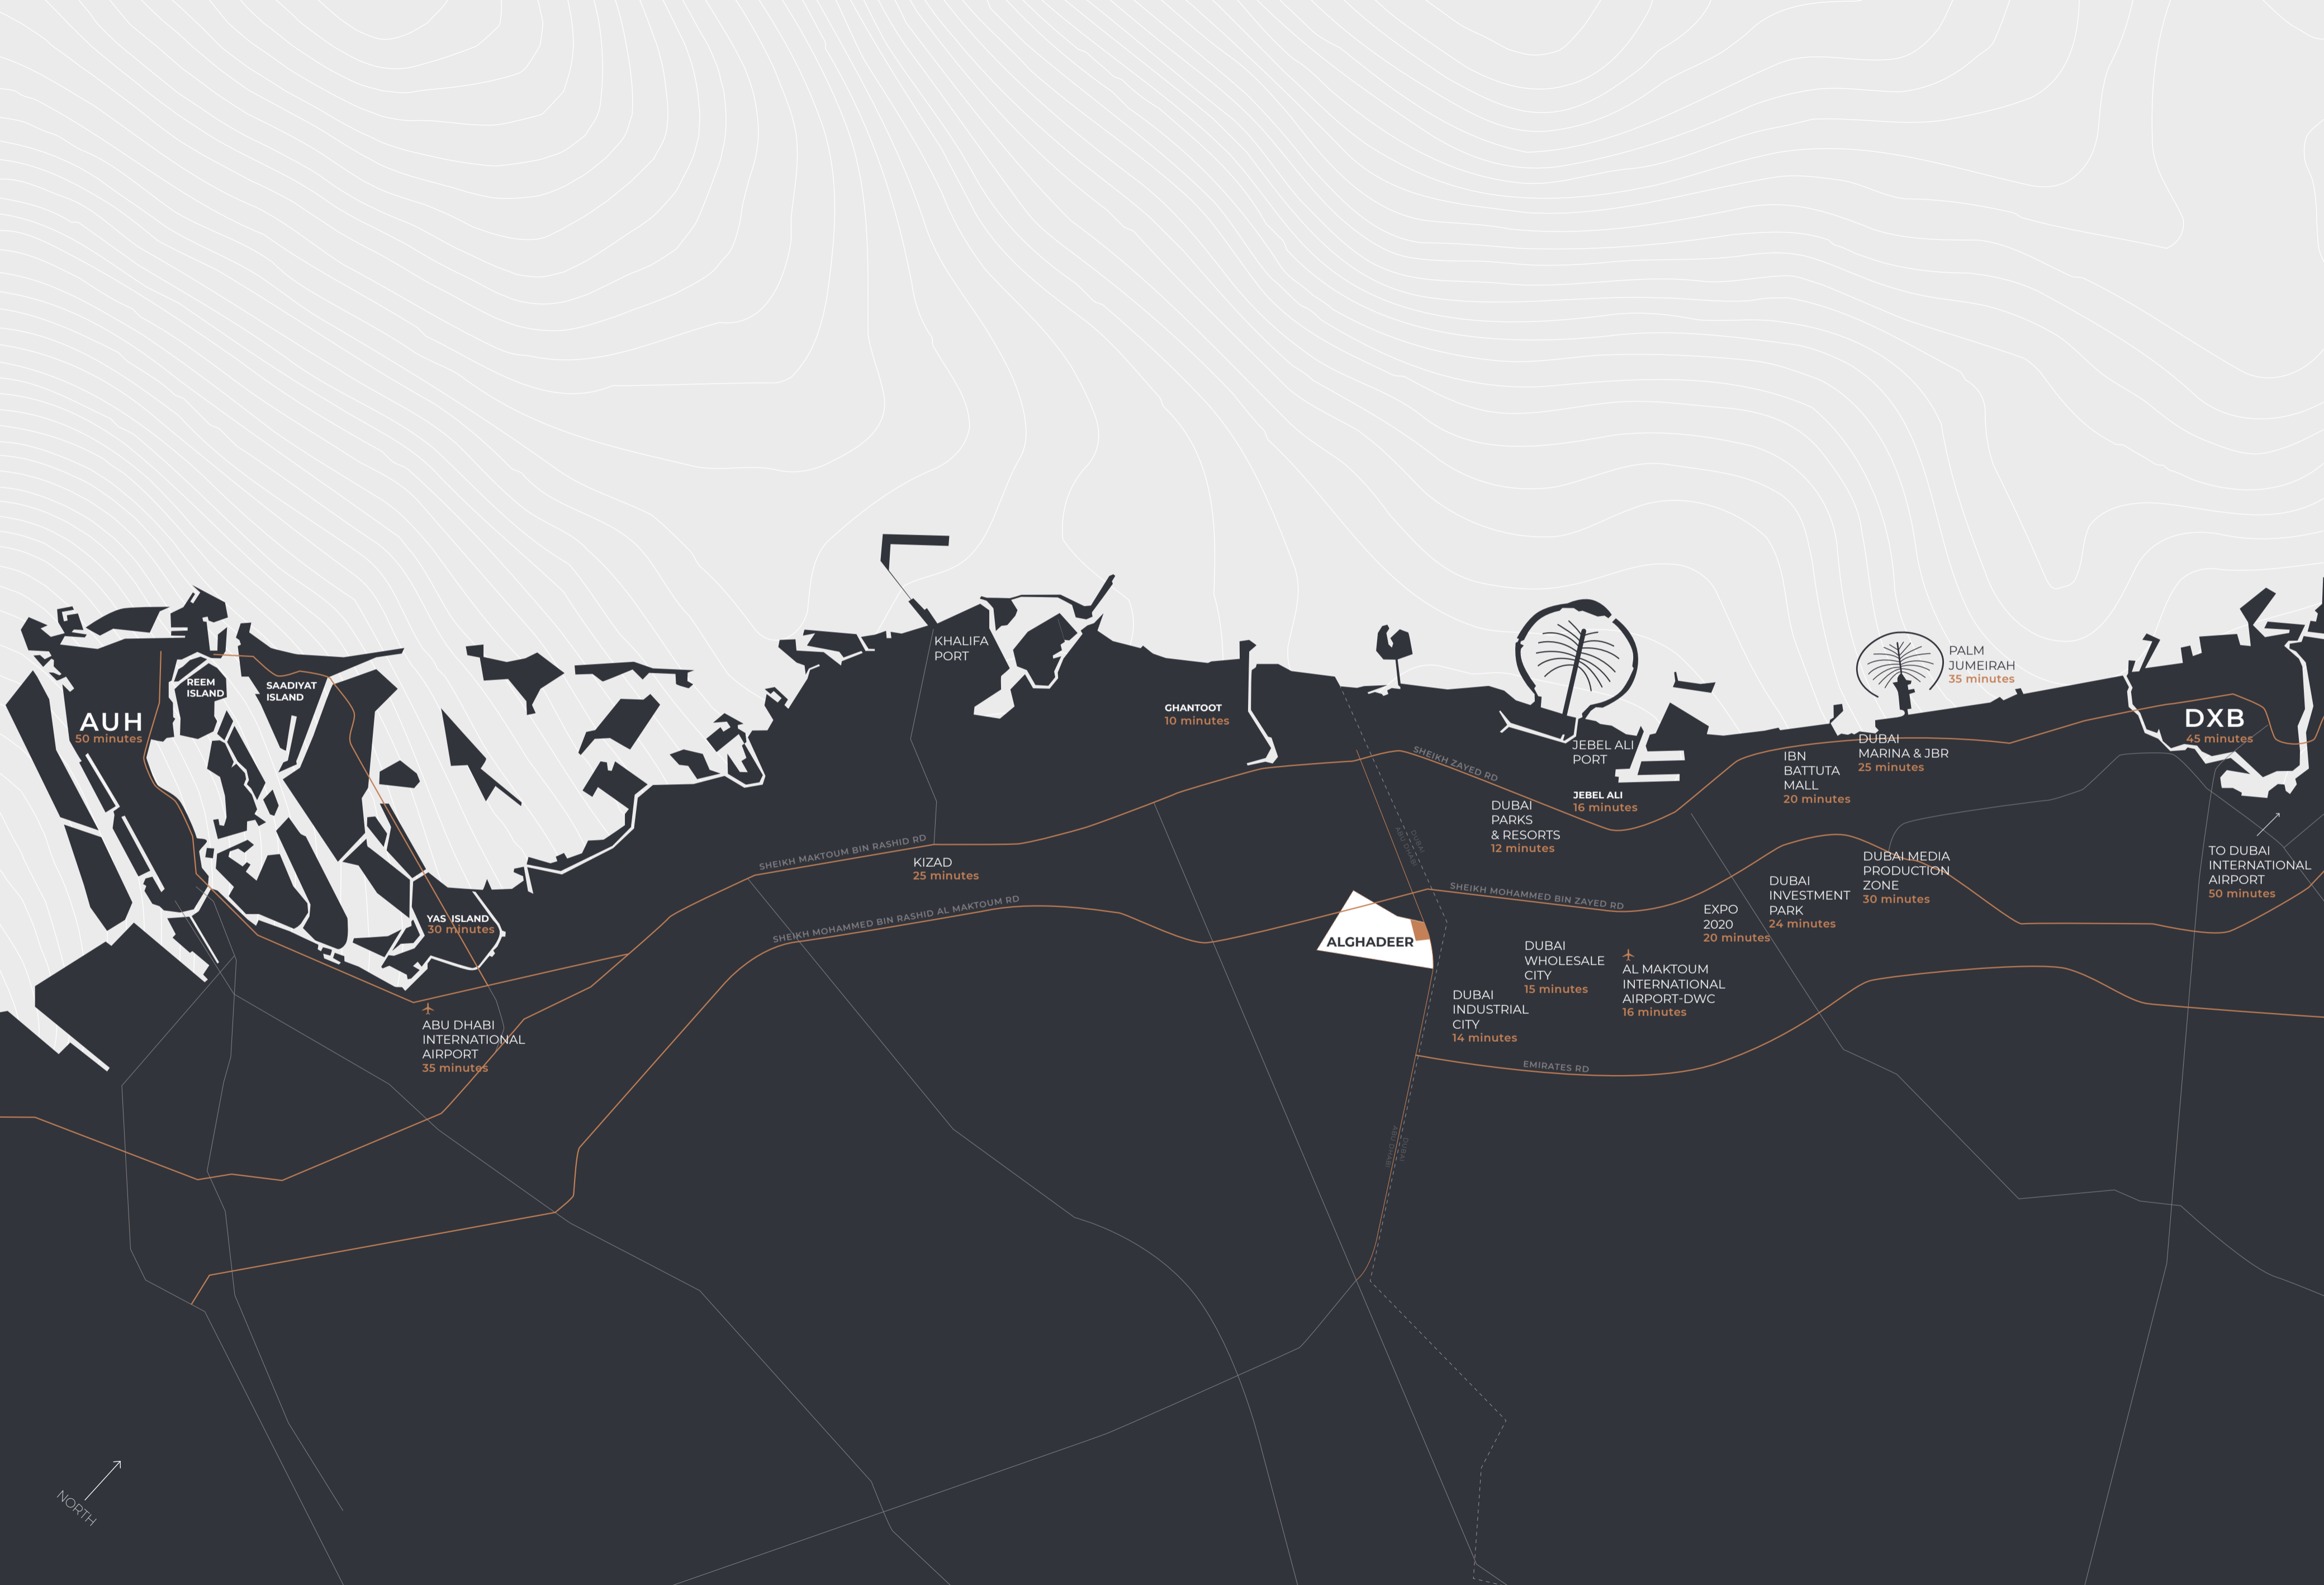 AUH
50 minutes
REEM
ISLAND
SAADIYAT
ISLAND
YAS ISLAND
30 minutes
ABU DHABI
INTERNATIONAL
AIRPORT
35 minutes
KHALIFA
PORT
SHEIKH MAKTOUM BIN RASHID RD
KIZAD
25 minutes
SHEIKH MOHAMMED BIN RASHID AL MAKTOUM RD
GHANTOOT
10 minutes
ALGHADEER
DUBAI
ABU DHABI
SHEIKH ZAYED RD
JEBEL ALI
PORT
JEBEL ALI
16 minutes
DUBAI
PARKS
& RESORTS
12 minutes
SHEIKH MOHAMMED BIN ZAYED RD
DUBAI
WHOLESALE
CITY
15 minutes
DUBAI
INDUSTRIAL
CITY
14 minutes
AL MAKTOUM
INTERNATIONAL
AIRPORT-DWC
16 minutes
EMIRATES RD
ABU DHABI
DUBAI
EXPO
2020
20 minutes
DUBAI
INVESTMENT
PARK
24 minutes
IBN
BATTUTA
MALL
20 minutes
DUBAI
MARINA & JBR
25 minutes
DUBAI MEDIA
PRODUCTION
ZONE
30 minutes
PALM
JUMEIRAH
35 minutes
DXB
45 minutes
TO DUBAI
INTERNATIONAL
AIRPORT
50 minutes
NORTH